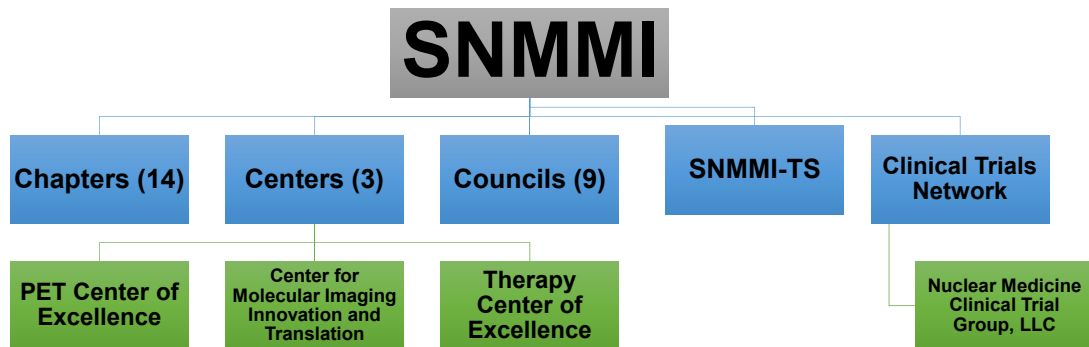 SNMMI
Chapters (14)
Centers (3)
Councils (9)
SNMMI-TS
Clinical Trials
Network
PET Center of
Excellence
Center for
Molecular Imaging
Innovation and
Translation
Therapy
Center of
Excellence
Nuclear Medicine
Clinical Trial
Group, LLC